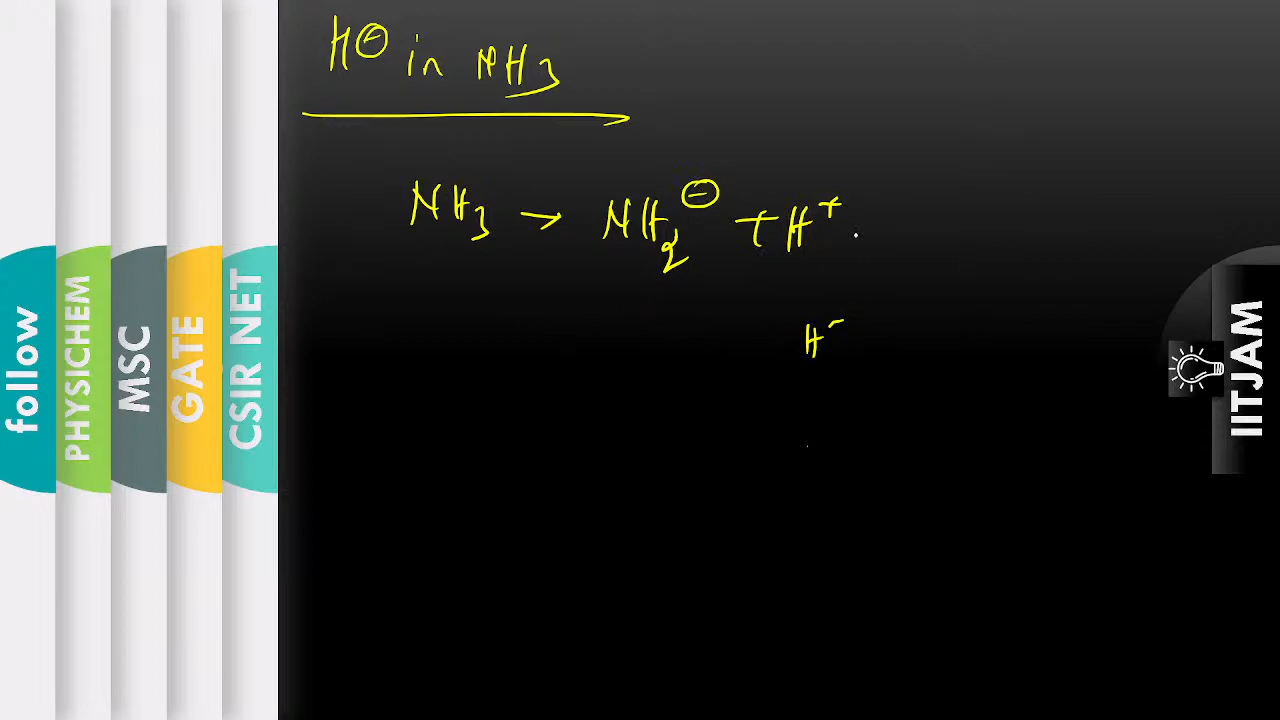 H⊖ in NH3
NH3 → NH2⊖ + H+
H-
follow
PHYSICHEM
MSC
GATE
CSIR NET
IITJAM